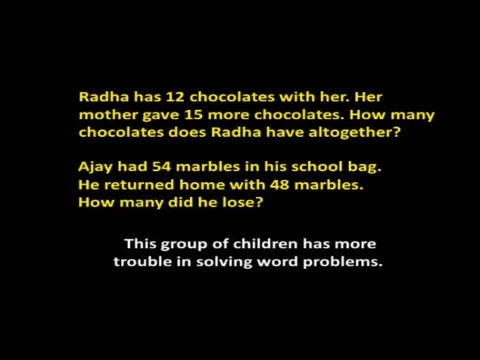 Radha has 12 chocolates with her. Her
mother gave 15 more chocolates. How many
chocolates does Radha have altogether?
Ajay had 54 marbles in his school bag.
He returned home with 48 marbles.
How many did he lose?
This group of children has more
trouble in solving word problems.